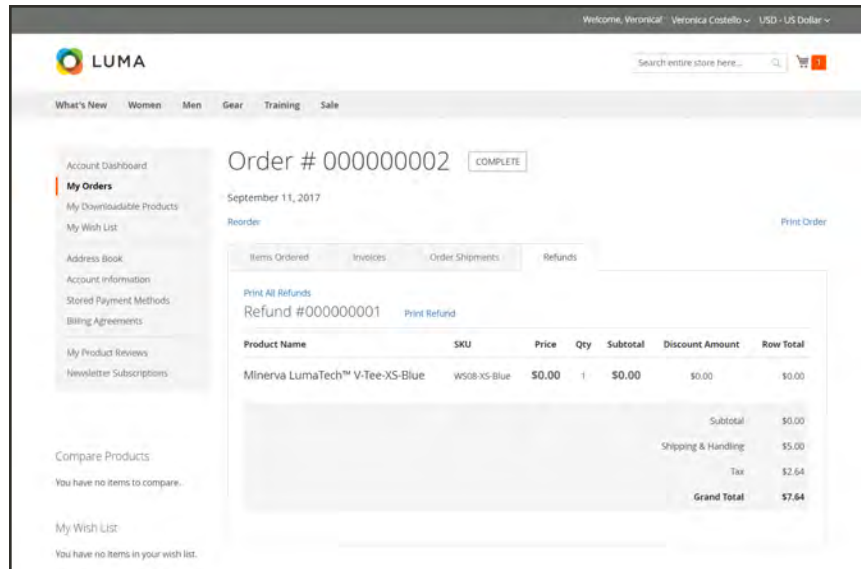 Welcome, Veronica! Veronica Costello USD - US Dollar
LUMA
Search entire store here...
1
What's New Women Men Gear Training Sale
Account Dashboard
My Orders
My Downloadable Products
My Wish List
Address Book
Account Information
Stored Payment Methods
Billing Agreements
My Product Reviews
Newsletter Subscriptions
Compare Products
You have no items to compare.
My Wish List
You have no items in your wish list.
Order # 000000002 COMPLETE
September 11, 2017
Reorder Print Order
Items Ordered Invoices Order Shipments Refunds
Print All Refunds
Refund #000000001 Print Refund
Product Name SKU Price Qty Subtotal Discount Amount Row Total
Minerva LumaTech™ V-Tee-XS-Blue WS08-XS-Blue $0.00 1 $0.00 $0.00 $0.00
Subtotal $0.00
Shipping & Handling $5.00
Tax $2.64
Grand Total $7.64